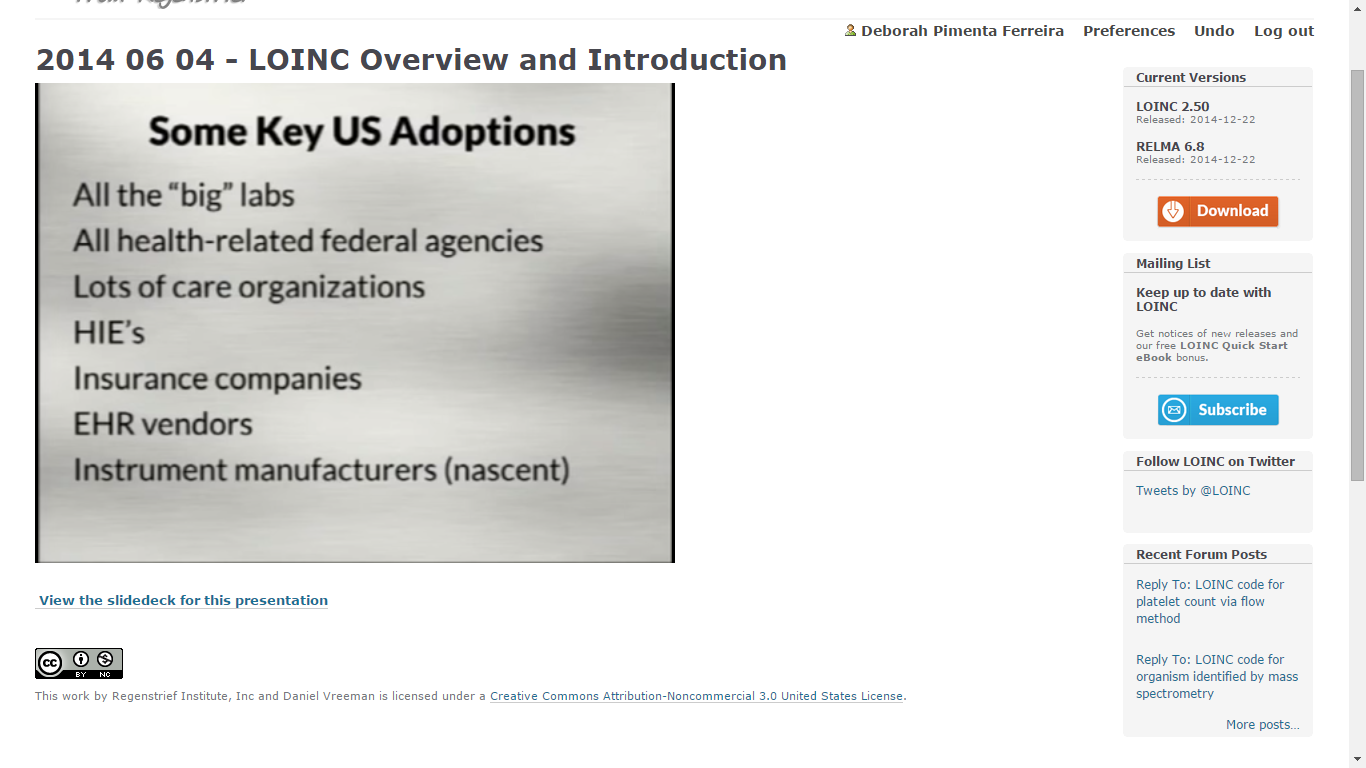 Deborah Pimenta Ferreira Preferences Undo Log out
2014 06 04 - LOINC Overview and Introduction
Some Key US Adoptions
All the “big” labs
All health-related federal agencies
Lots of care organizations
HIE’s
Insurance companies
EHR vendors
Instrument manufacturers (nascent)
View the slidedeck for this presentation
cc BY NC
This work by Regenstrief Institute, Inc and Daniel Vreeman is licensed under a Creative Commons Attribution-Noncommercial 3.0 United States License.
Current Versions
LOINC 2.50
Released: 2014-12-22
RELMA 6.8
Released: 2014-12-22
Download
Mailing List
Keep up to date with
LOINC
Get notices of new releases and
our free LOINC Quick Start
eBook bonus.
Subscribe
Follow LOINC on Twitter
Tweets by @LOINC
Recent Forum Posts
Reply To: LOINC code for
platelet count via flow
method
Reply To: LOINC code for
organism identified by mass
spectrometry
More posts...